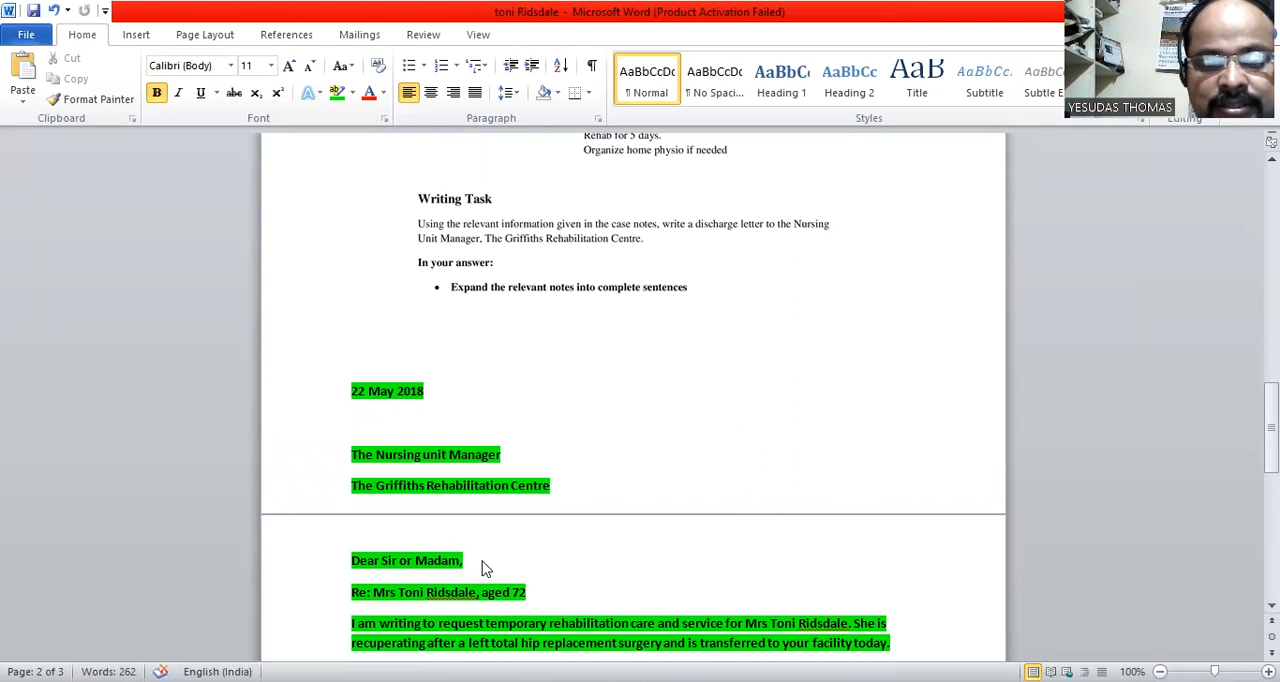 toni Ridsdale - Microsoft Word (Product Activation Failed)
File Home Insert Page Layout References Mailings Review View
Paste
Cut
Copy
Format Painter
Clipboard
Calibri (Body) 11
Font
Paragraph
AaBbCcDc AaBbCcDc AaBbCc AaBbCc AaB AaBbCc. AaBbCc
¶ Normal ¶ No Spaci... Heading 1 Heading 2 Title Subtitle Subtle E
Styles
YESUDAS THOMAS
Rehab for 5 days.
Organize home physio if needed
Writing Task
Using the relevant information given in the case notes, write a discharge letter to the Nursing
Unit Manager, The Griffiths Rehabilitation Centre.
In your answer:
• Expand the relevant notes into complete sentences
22 May 2018
The Nursing unit Manager
The Griffiths Rehabilitation Centre
Dear Sir or Madam,
Re: Mrs Toni Ridsdale, aged 72
I am writing to request temporary rehabilitation care and service for Mrs Toni Ridsdale. She is
recuperating after a left total hip replacement surgery and is transferred to your facility today.
Page: 2 of 3 Words: 262 English (India) 100%